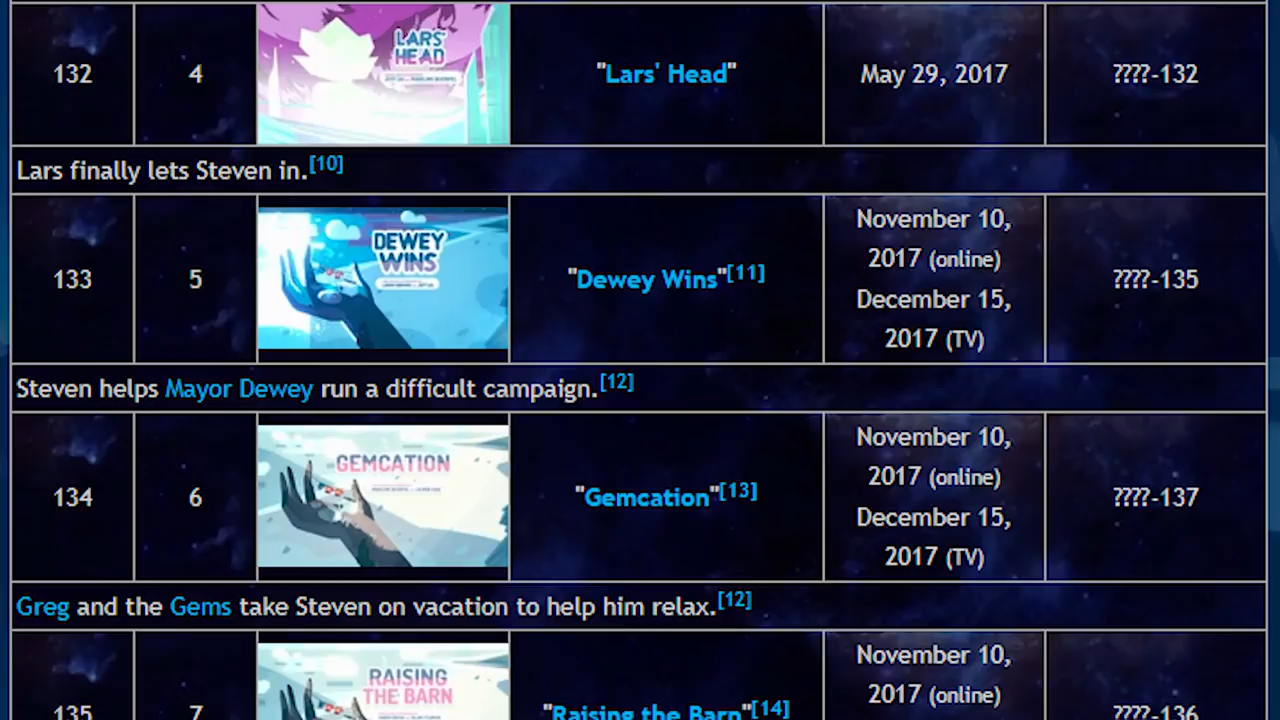 132
4
LARS'
HEAD
"Lars' Head"
May 29, 2017
????-132
Lars finally lets Steven in.[10]
133
5
DEWEY
WINS
"Dewey Wins"[11]
November 10,
2017 (online)
December 15,
2017 (TV)
????-135
Steven helps Mayor Dewey run a difficult campaign.[12]
134
6
GEMCATION
"Gemcation"[13]
November 10,
2017 (online)
December 15,
2017 (TV)
????-137
Greg and the Gems take Steven on vacation to help him relax.[12]
135
7
RAISING
THE BARN
"Raising the Barn"[14]
November 10,
2017 (online)
????-136